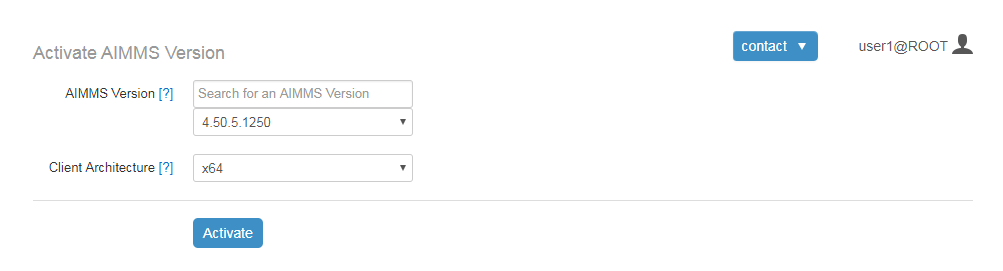 Activate AIMMS Version
contact
user1@ROOT
AIMMS Version [?]
Search for an AIMMS Version
4.50.5.1250
Client Architecture [?]
x64
Activate